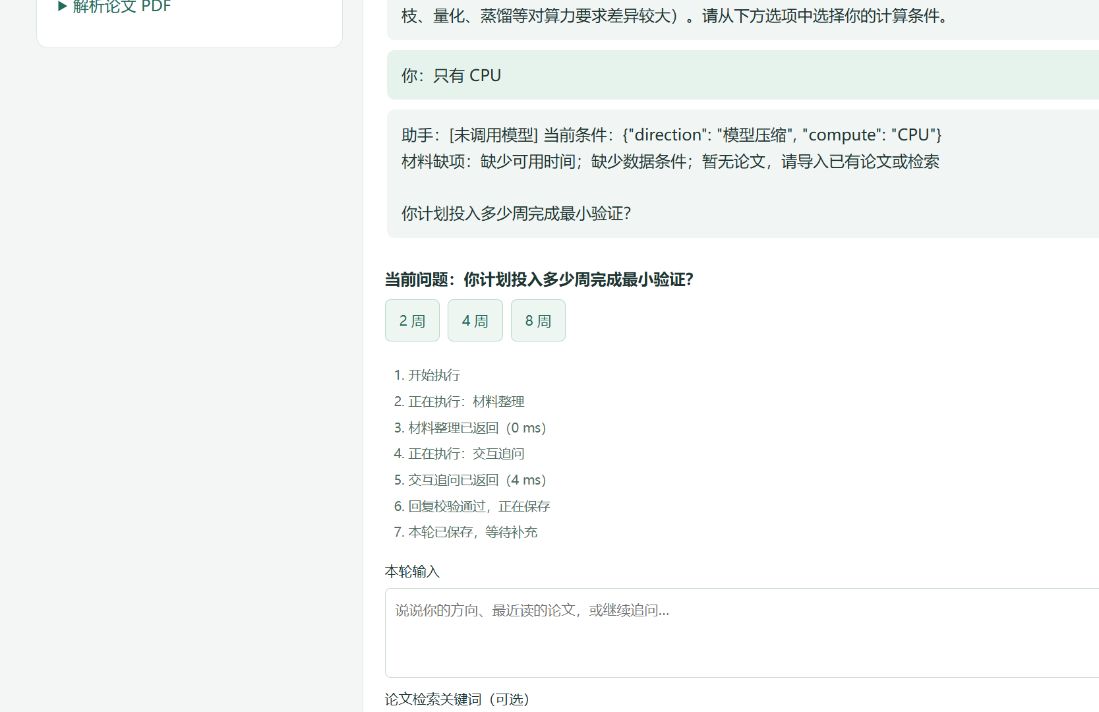 ▶ 解析论文 PDF
枝、量化、蒸馏等对算力要求差异较大）。请从下方选项中选择你的计算条件。
你：只有 CPU
助手：[未调用模型] 当前条件：{"direction": "模型压缩", "compute": "CPU"}
材料缺项：缺少可用时间；缺少数据条件；暂无论文，请导入已有论文或检索
你计划投入多少周完成最小验证？
当前问题：你计划投入多少周完成最小验证？
2 周
4 周
8 周
1. 开始执行
2. 正在执行：材料整理
3. 材料整理已返回（0 ms）
4. 正在执行：交互追问
5. 交互追问已返回（4 ms）
6. 回复校验通过，正在保存
7. 本轮已保存，等待补充
本轮输入
说说你的方向、最近读的论文，或继续追问...
论文检索关键词（可选）